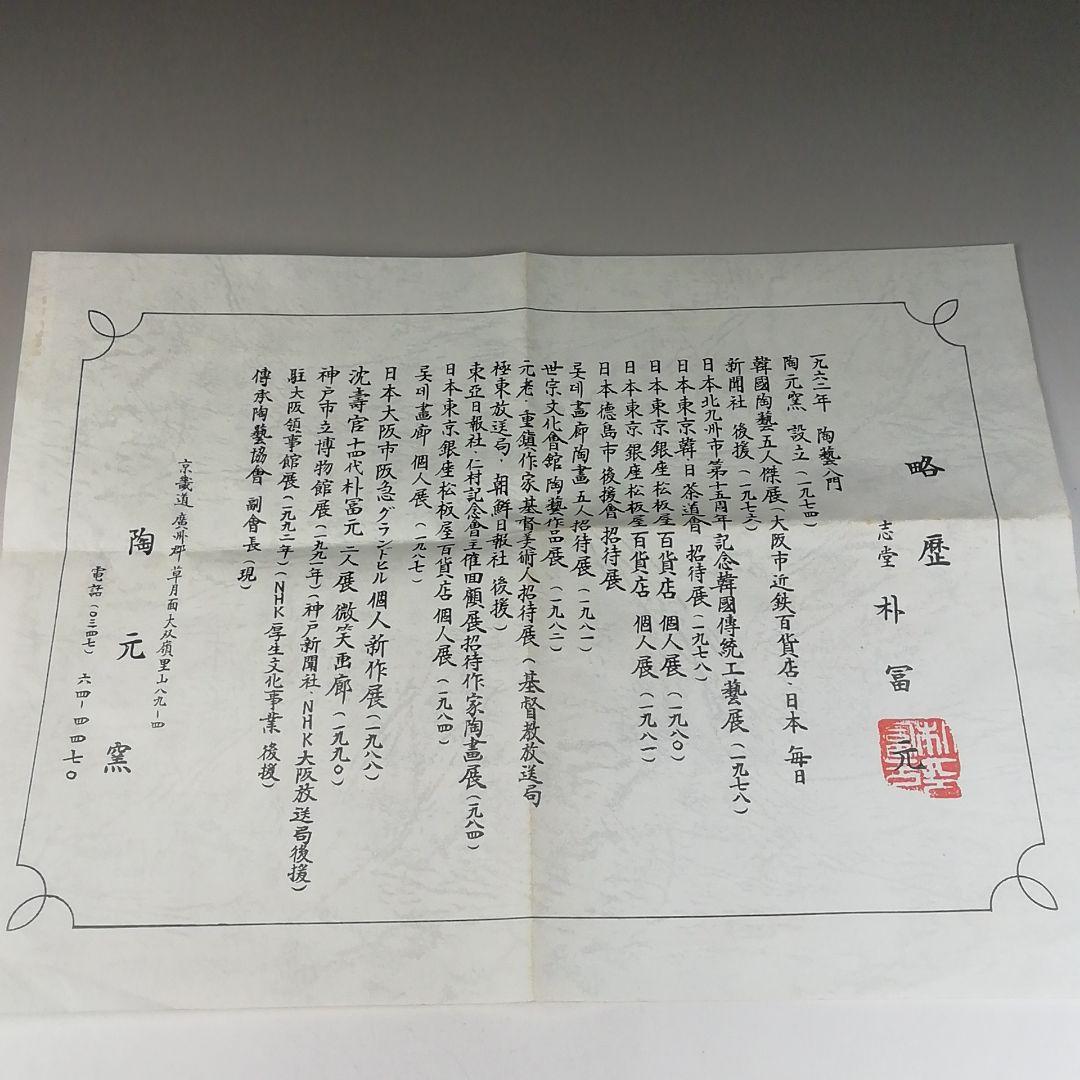 略歷
志堂 朴冨元
一九六二年 陶藝入門
陶元窯 設立(一九七四)
韓國陶藝五人傑展(大阪市近鉄百貨店·日本 每日
新聞社 後援(一九七六)
日本北九州市第十五周年記念韓國傳統工藝展(一九七八)
日本東京韓日茶道會 招待展(一九七八)
日本東京銀座松板屋百貨店 個人展(一九八〇)
日本東京銀座松板屋百貨店 個人展(一九八一)
日本德島市 後援會招待展
롯데畫廊陶畫五人招待展(一九八一)
世宗文化會舘陶藝作品展(一九八二)
元老·重鎮作家基督美術人招待展(基督敎放送局
極東放送局·朝鮮日報社 後援)
東亞日報社·仁村記念會主催回顧展招待作家陶畫展(一九八四)
日本東京銀座松板屋百貨店 個人展(一九八四)
롯데畫廊 個人展(一九八七)
日本大阪市阪急グランドヒル個人新作展(一九八八)
沈壽官十四代朴冨元 二人展 微笑画廊(一九九〇)
神戸市立博物館展(一九九一年)(神戸新聞社·NHK大阪放送局後援)
駐大阪領事館展(一九九二年)(NHK厚生文化事業後援)
傳承陶藝協會 副會長(現)
京畿道 廣州郡 草月面大双嶺里山八九-四
陶元窯
電話(〇三四七) 六四-四四七〇